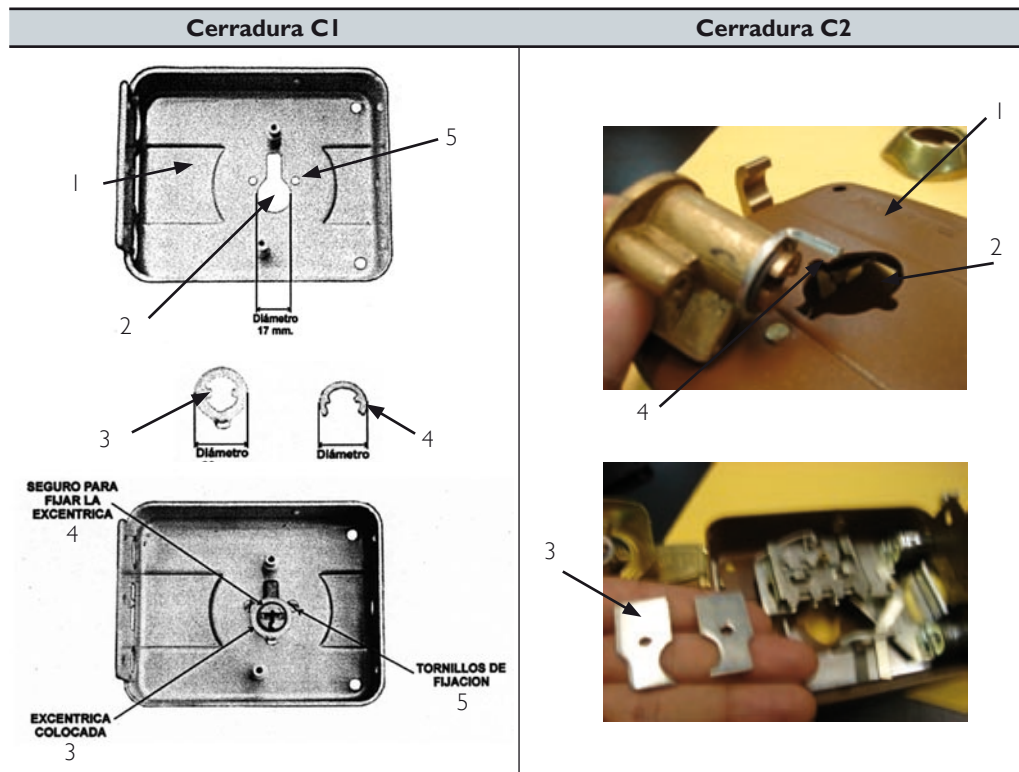 Cerradura C1
Cerradura C2
1
5
2
Diámetro
17 mm.
3
Diámetro
4
Diámetro
SEGURO PARA
FIJAR LA
EXCENTRICA
4
TORNILLOS DE
FIJACION
5
EXCENTRICA
COLOCADA
3
1
2
4
3